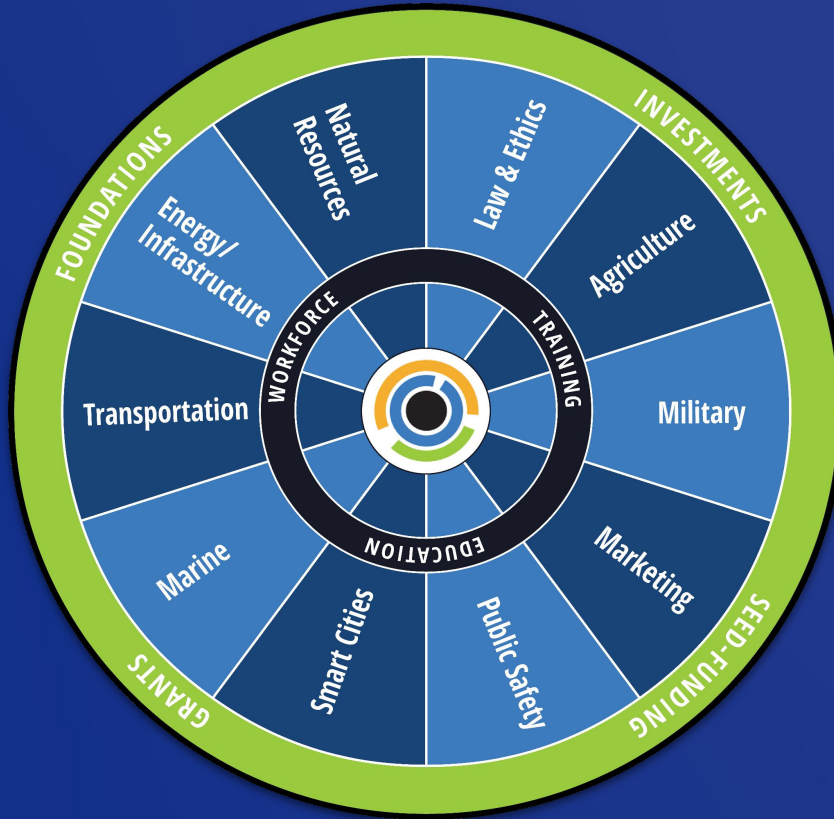 FOUNDATIONS
INVESTMENTS
SEED-FUNDING
GRANTS
Natural
Resources
Law & Ethics
Agriculture
Military
Marketing
Public Safety
Smart Cities
Marine
Transportation
Energy/
Infrastructure
WORKFORCE
TRAINING
EDUCATION